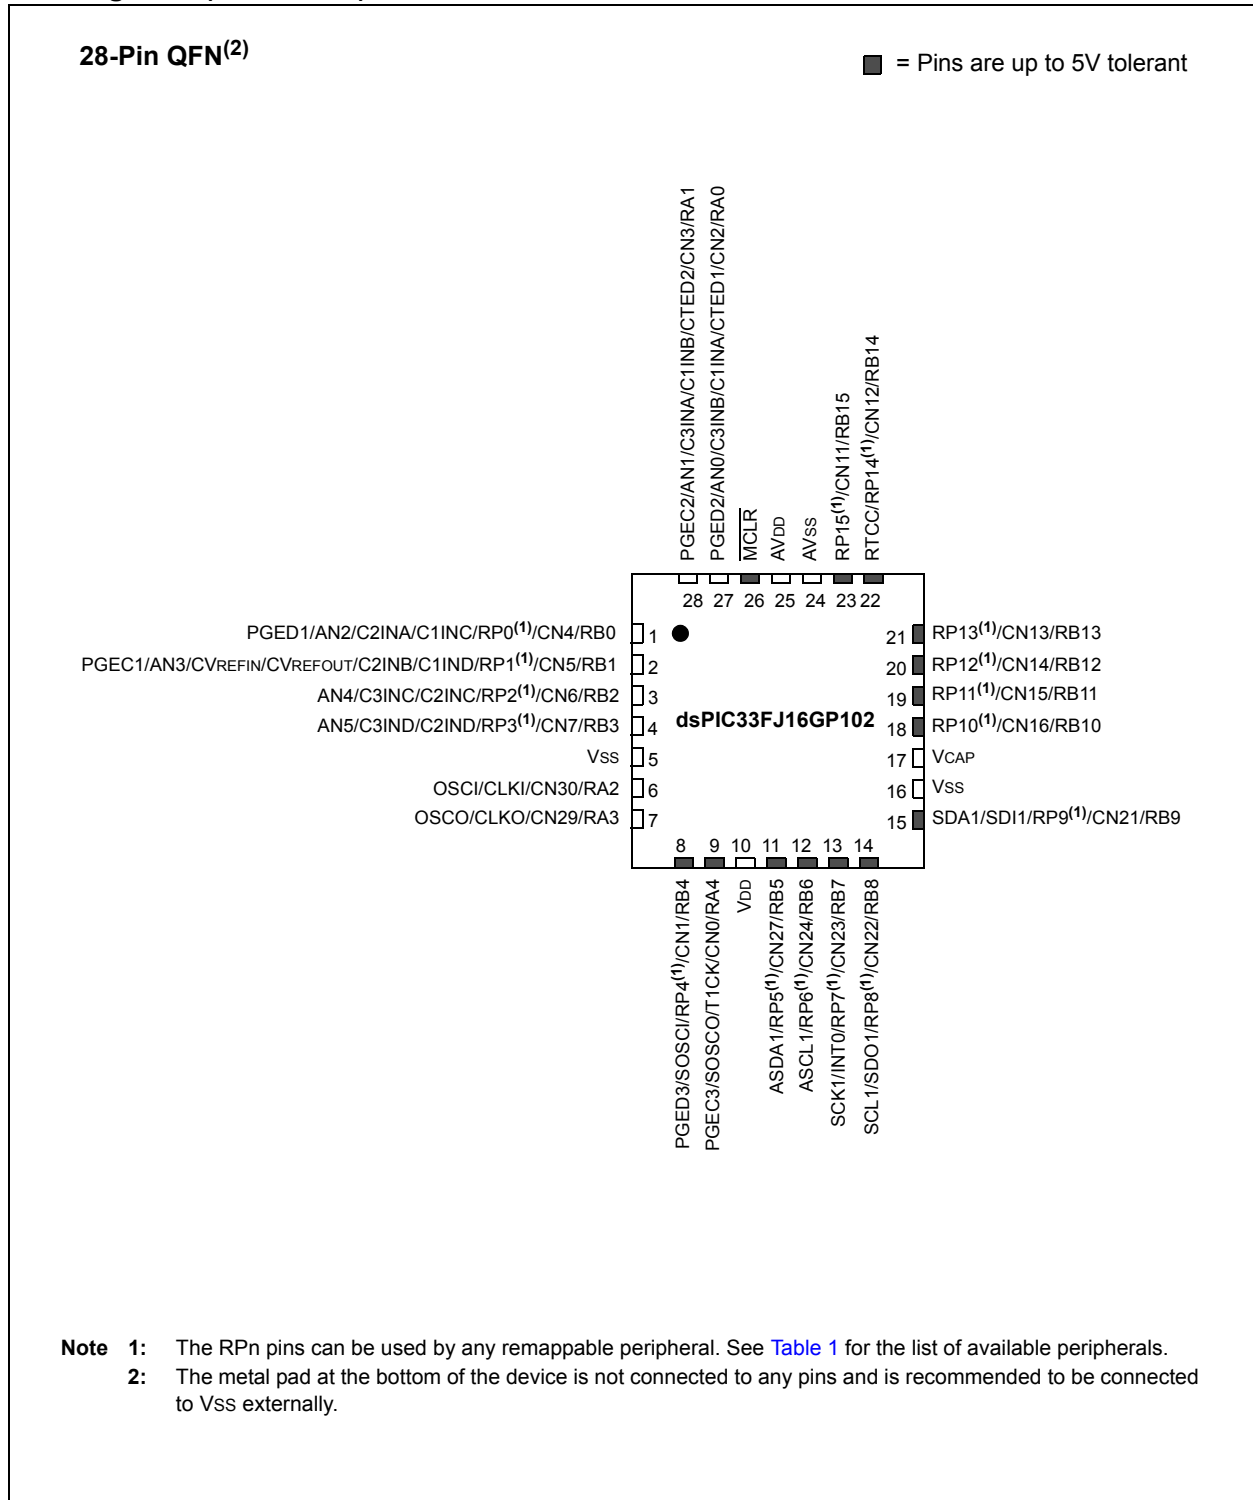 28-Pin QFN(2)
= Pins are up to 5V tolerant
PGEC2/AN1/C3INA/C1INB/CTED2/CN3/RA1
PGED2/AN0/C3INB/C1INA/CTED1/CN2/RA0
MCLR
AVDD
AVSS
RP15(1)/CN11/RB15
RTCC/RP14(1)/CN12/RB14
28 27 26 25 24 23 22
PGED1/AN2/C2INA/C1INC/RP0(1)/CN4/RB0 1
PGEC1/AN3/CVREFIN/CVREFOUT/C2INB/C1IND/RP1(1)/CN5/RB1 2
AN4/C3INC/C2INC/RP2(1)/CN6/RB2 3
AN5/C3IND/C2IND/RP3(1)/CN7/RB3 4
VSS 5
OSCI/CLKI/CN30/RA2 6
OSCO/CLKO/CN29/RA3 7
dsPIC33FJ16GP102
21 RP13(1)/CN13/RB13
20 RP12(1)/CN14/RB12
19 RP11(1)/CN15/RB11
18 RP10(1)/CN16/RB10
17 VCAP
16 VSS
15 SDA1/SDI1/RP9(1)/CN21/RB9
8 9 10 11 12 13 14
PGED3/SOSCI/RP4(1)/CN1/RB4
PGEC3/SOSCO/T1CK/CN0/RA4
VDD
ASDA1/RP5(1)/CN27/RB5
ASCL1/RP6(1)/CN24/RB6
SCK1/INT0/RP7(1)/CN23/RB7
SCL1/SDO1/RP8(1)/CN22/RB8
Note 1: The RPn pins can be used by any remappable peripheral. See Table 1 for the list of available peripherals.
2: The metal pad at the bottom of the device is not connected to any pins and is recommended to be connected
to VSS externally.